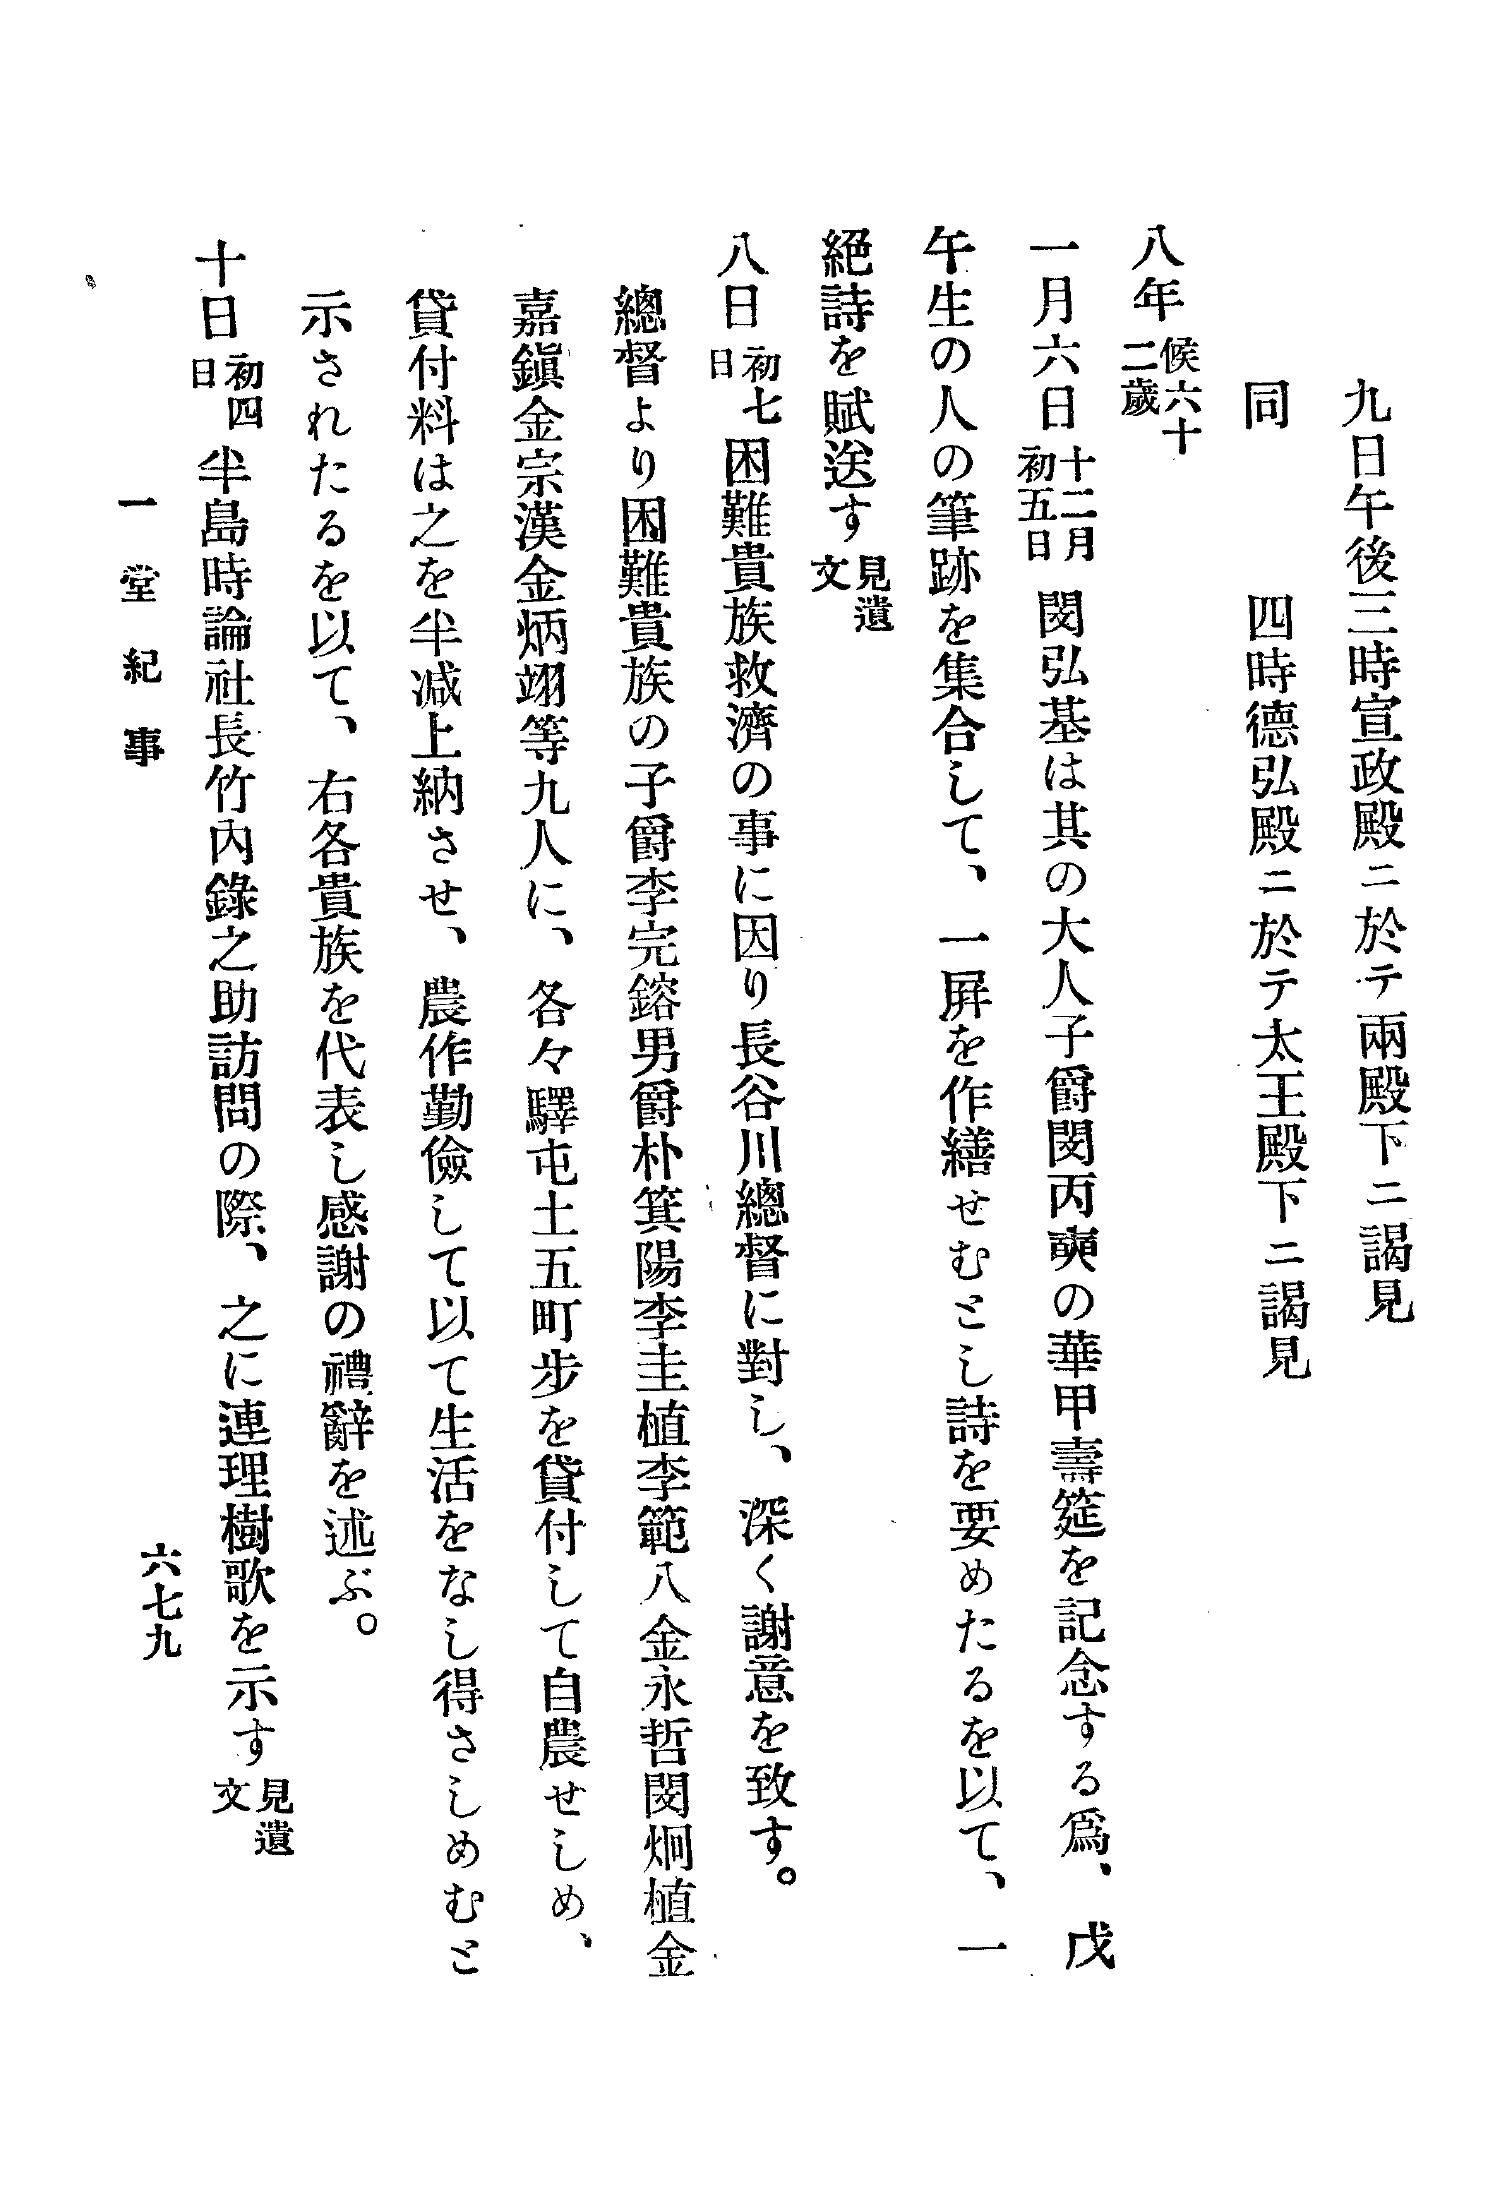 九日午後三時宣政殿ニ於テ兩殿下ニ謁見
同　四時德弘殿ニ於テ太王殿下ニ謁見
八年 候六十二歲
一月六日 十二月初五日 閔弘基は其の大人子爵閔丙奭の華甲壽筵を記念する爲、戊
午生の人の筆跡を集合して、一屛を作繕せむとし詩を要めたるを以て、一
絕詩を賦送す 見遺文
八日 初七日 困難貴族救濟の事に因り長谷川總督に對し、深く謝意を致す。
總督より困難貴族の子爵李完鎔男爵朴箕陽李圭植李範八金永哲閔炯植金
嘉鎭金宗漢金炳翊等九人に、各々驛屯土五町步を貸付して自農せしめ、
貸付料は之を半減上納させ、農作勤儉して以て生活をなし得さしめむと
示されたるを以て、右各貴族を代表し感謝の禮辭を述ぶ。
十日 初四日 半島時論社長竹內錄之助訪問の際、之に連理樹歌を示す 見遺文
一堂紀事
六七九